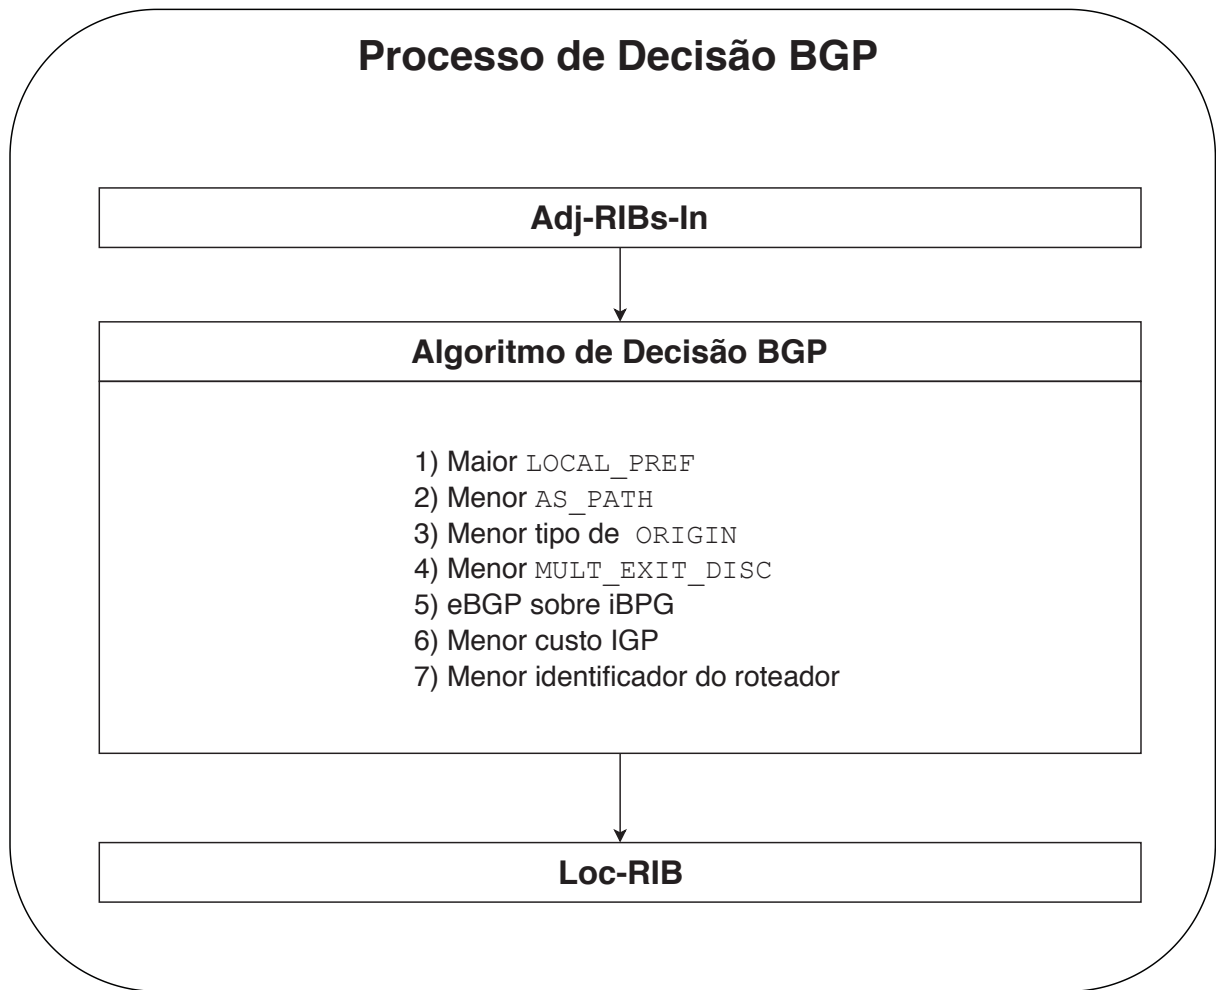 Processo de Decisão BGP
Adj-RIBs-In
Algoritmo de Decisão BGP
1) Maior LOCAL_PREF
2) Menor AS_PATH
3) Menor tipo de ORIGIN
4) Menor MULT_EXIT_DISC
5) eBGP sobre iBPG
6) Menor custo IGP
7) Menor identificador do roteador
Loc-RIB